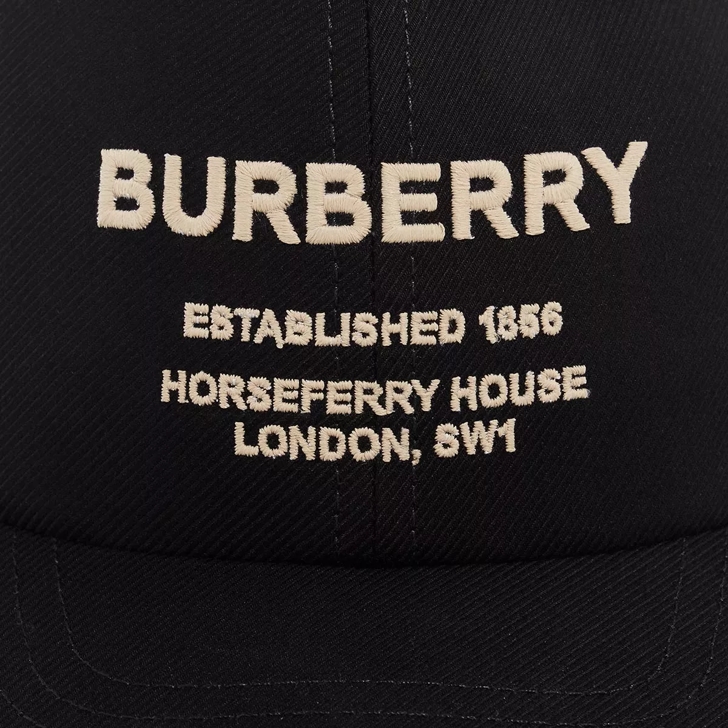 BURBERRY
ESTABLISHED 1856
HORSEFERRY HOUSE
LONDON, SW1